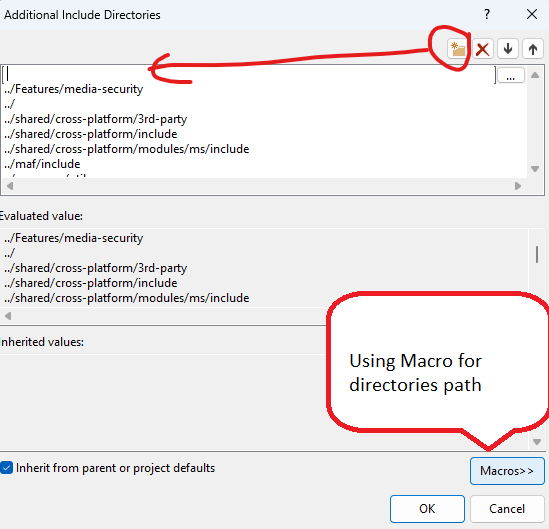 Additional Include Directories
?
...
../Features/media-security
../
../shared/cross-platform/3rd-party
../shared/cross-platform/include
../shared/cross-platform/modules/ms/include
../maf/include
Evaluated value:
../Features/media-security
../
../shared/cross-platform/3rd-party
../shared/cross-platform/include
../shared/cross-platform/modules/ms/include
Inherited values:
Using Macro for
directories path
Inherit from parent or project defaults
Macros>>
OK
Cancel